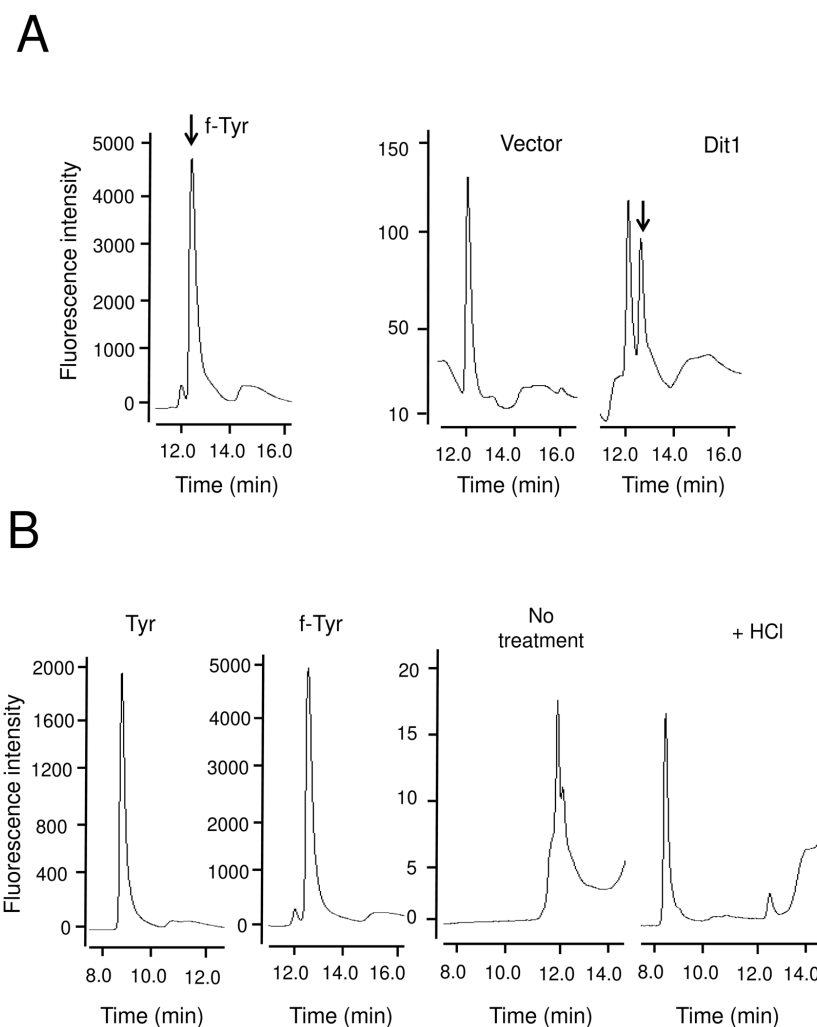 A
f-Tyr
Fluorescence intensity
5000
4000
3000
2000
1000
0
12.0 14.0 16.0
Time (min)
Vector
Dit1
150
100
50
10
12.0 14.0 16.0
Time (min)
12.0 14.0 16.0
Time (min)
B
Tyr
Fluorescence intensity
2000
1600
1200
800
400
0
8.0 10.0 12.0
Time (min)
f-Tyr
5000
4000
3000
2000
1000
0
12.0 14.0 16.0
Time (min)
No
treatment
20
15
10
5
0
8.0 10.0 12.0 14.0
Time (min)
+ HCl
8.0 10.0 12.0 14.0
Time (min)